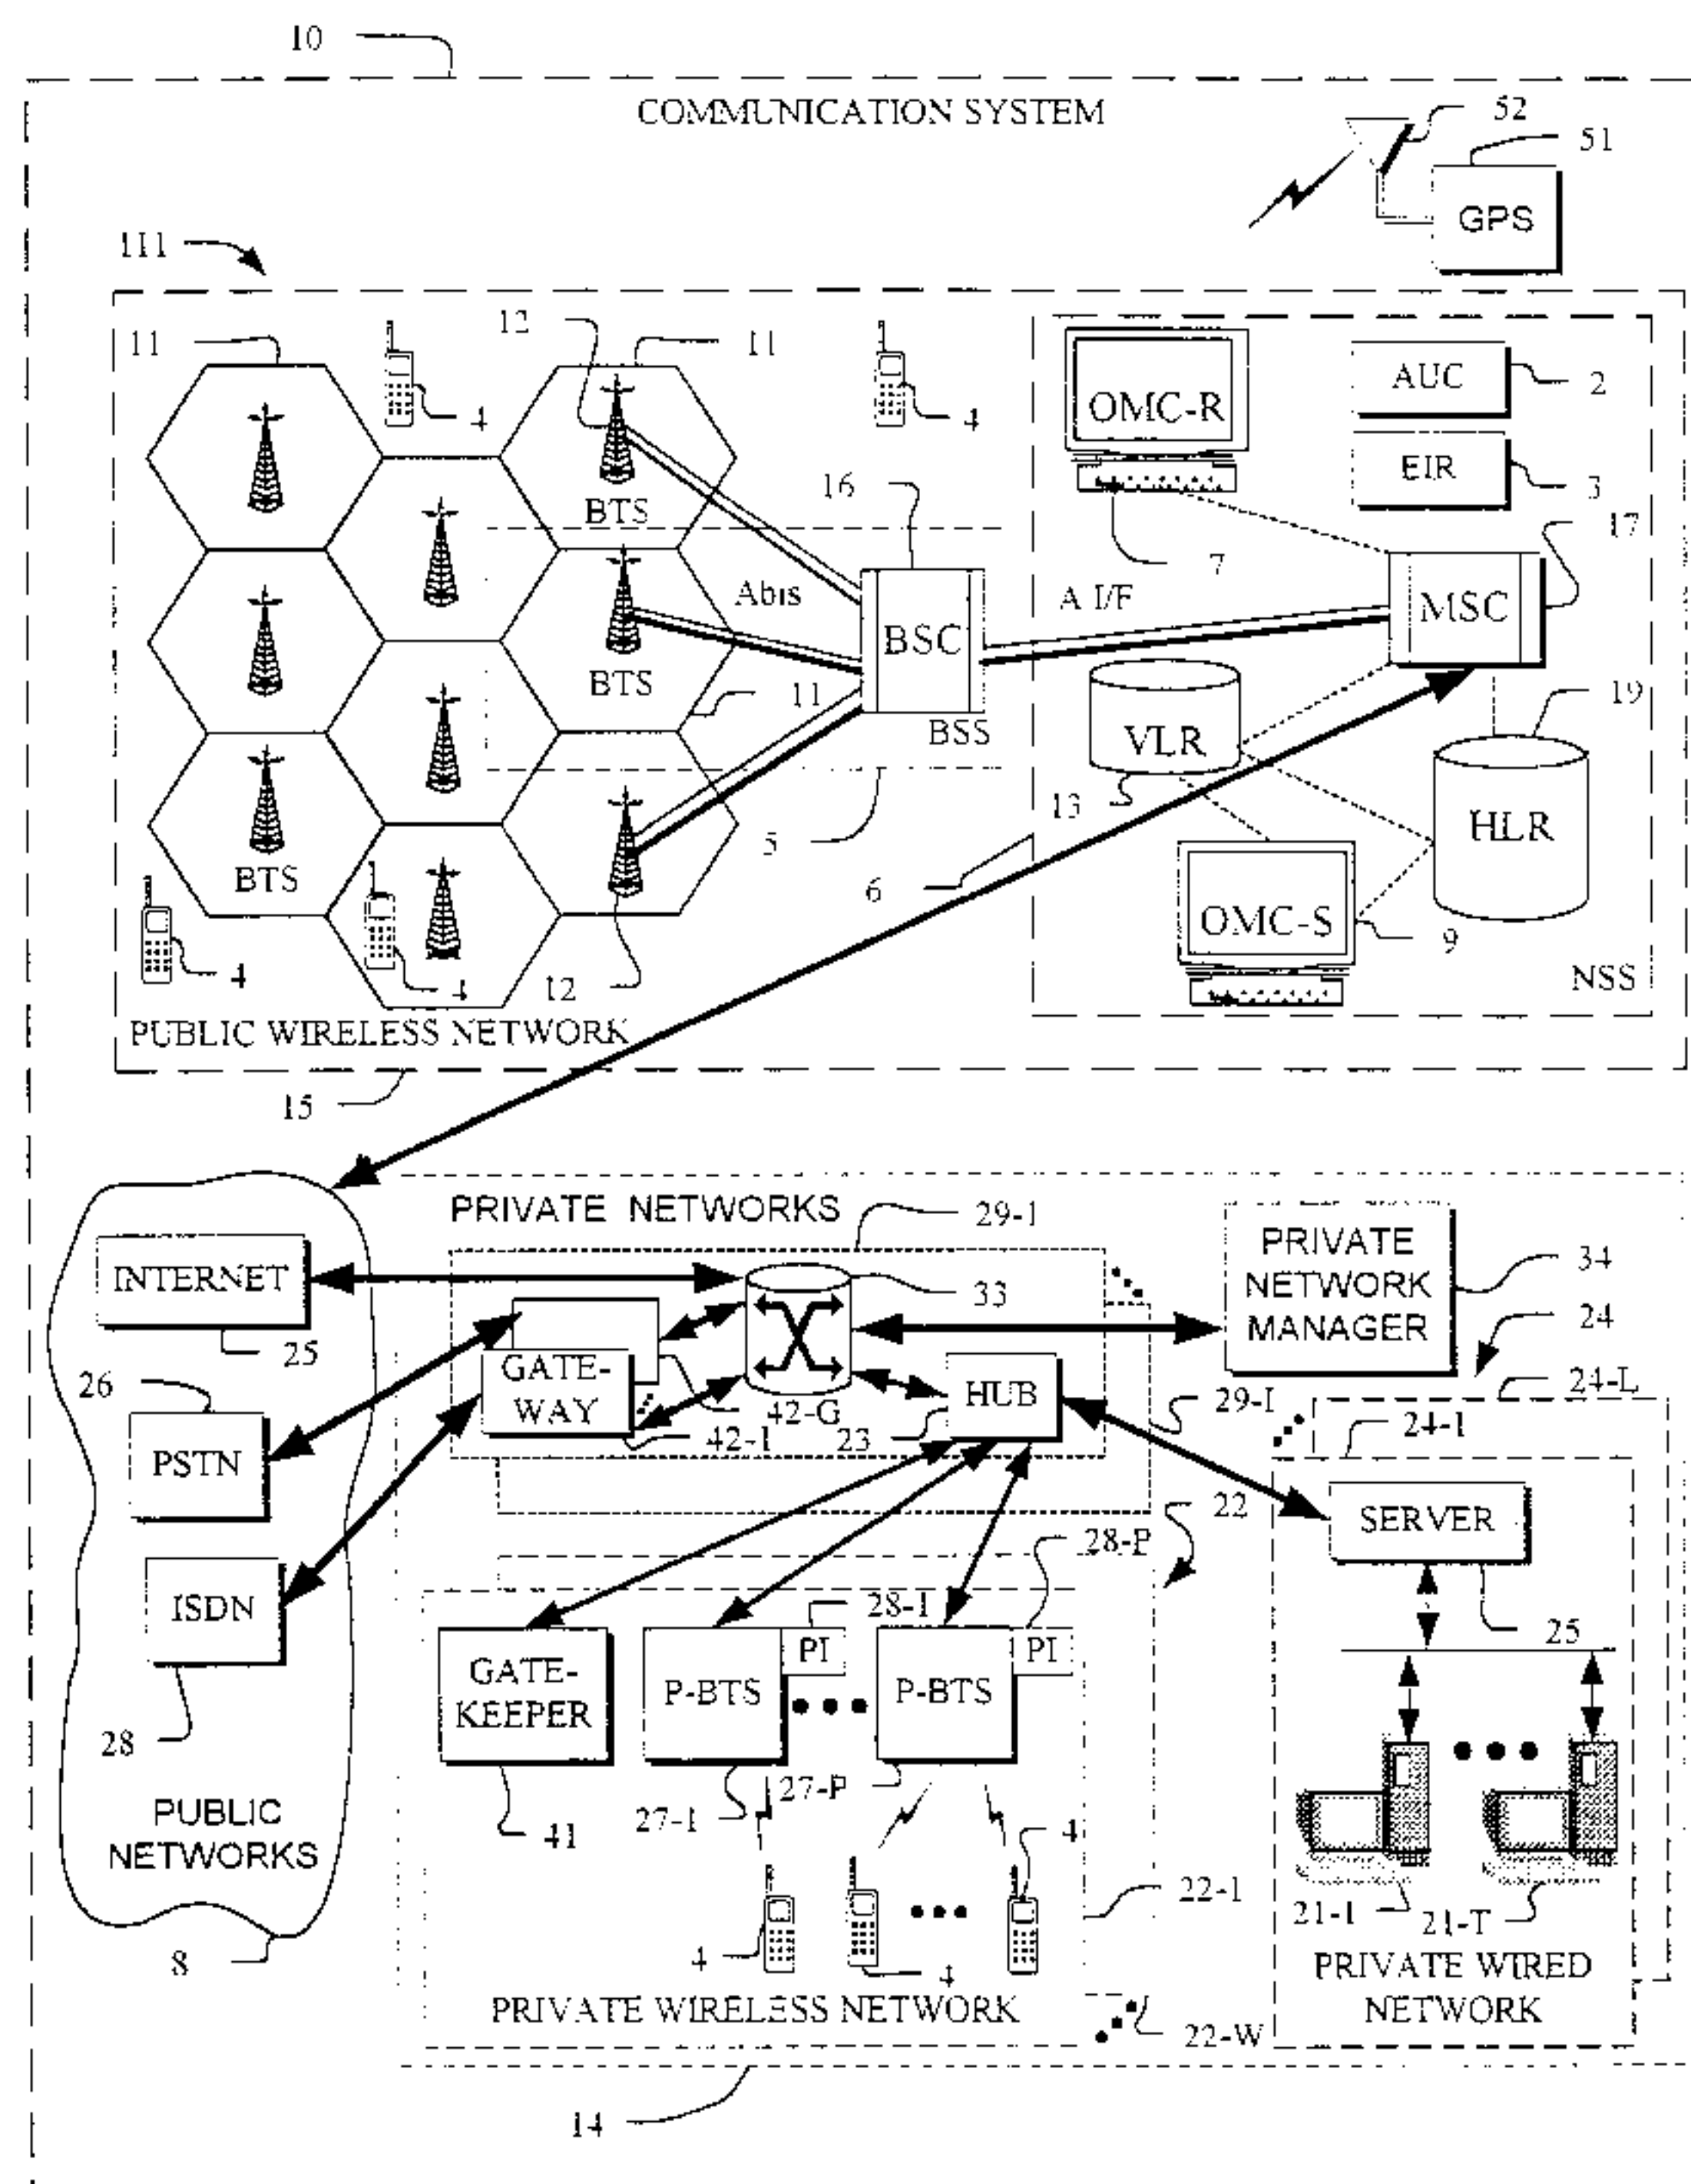 10
COMMUNICATION SYSTEM
52
51
GPS
111
11
12
11
4
4
OMC-R
AUC
2
EIR
3
BTS
16
7
17
Abis
A I/F
MSC
BSC
BTS
11
19
BSS
VLR
13
HLR
5
6
BTS
OMC-S
9
4
4
12
NSS
PUBLIC WIRELESS NETWORK
15
PRIVATE NETWORKS
29-1
PRIVATE
NETWORK
MANAGER
34
INTERNET
33
24
25
GATE-
WAY
HUB
24-L
26
42-G
23
29-I
24-1
42-1
PSTN
22
SERVER
28-P
ISDN
28-1
PI
PI
25
GATE-
KEEPER
P-BTS
P-BTS
28
27-P
27-1
41
4
PUBLIC
NETWORKS
22-1
21-1
21-T
8
4
4
PRIVATE WIRELESS NETWORK
PRIVATE WIRED
NETWORK
22-W
14